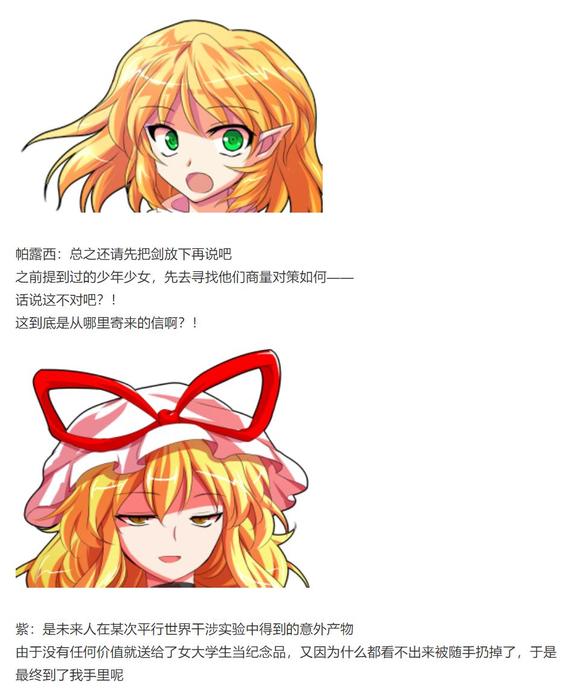 帕露西：总之还请先把剑放下再说吧
之前提到过的少年少女，先去寻找他们商量对策如何——
话说这不对吧？！
这到底是从哪里寄来的信啊？！
紫：是未来人在某次平行世界干涉实验中得到的意外产物
由于没有任何价值就送给了女大学生当纪念品，又因为什么都看不出来被随手扔掉了，于是
最终到了我手里呢